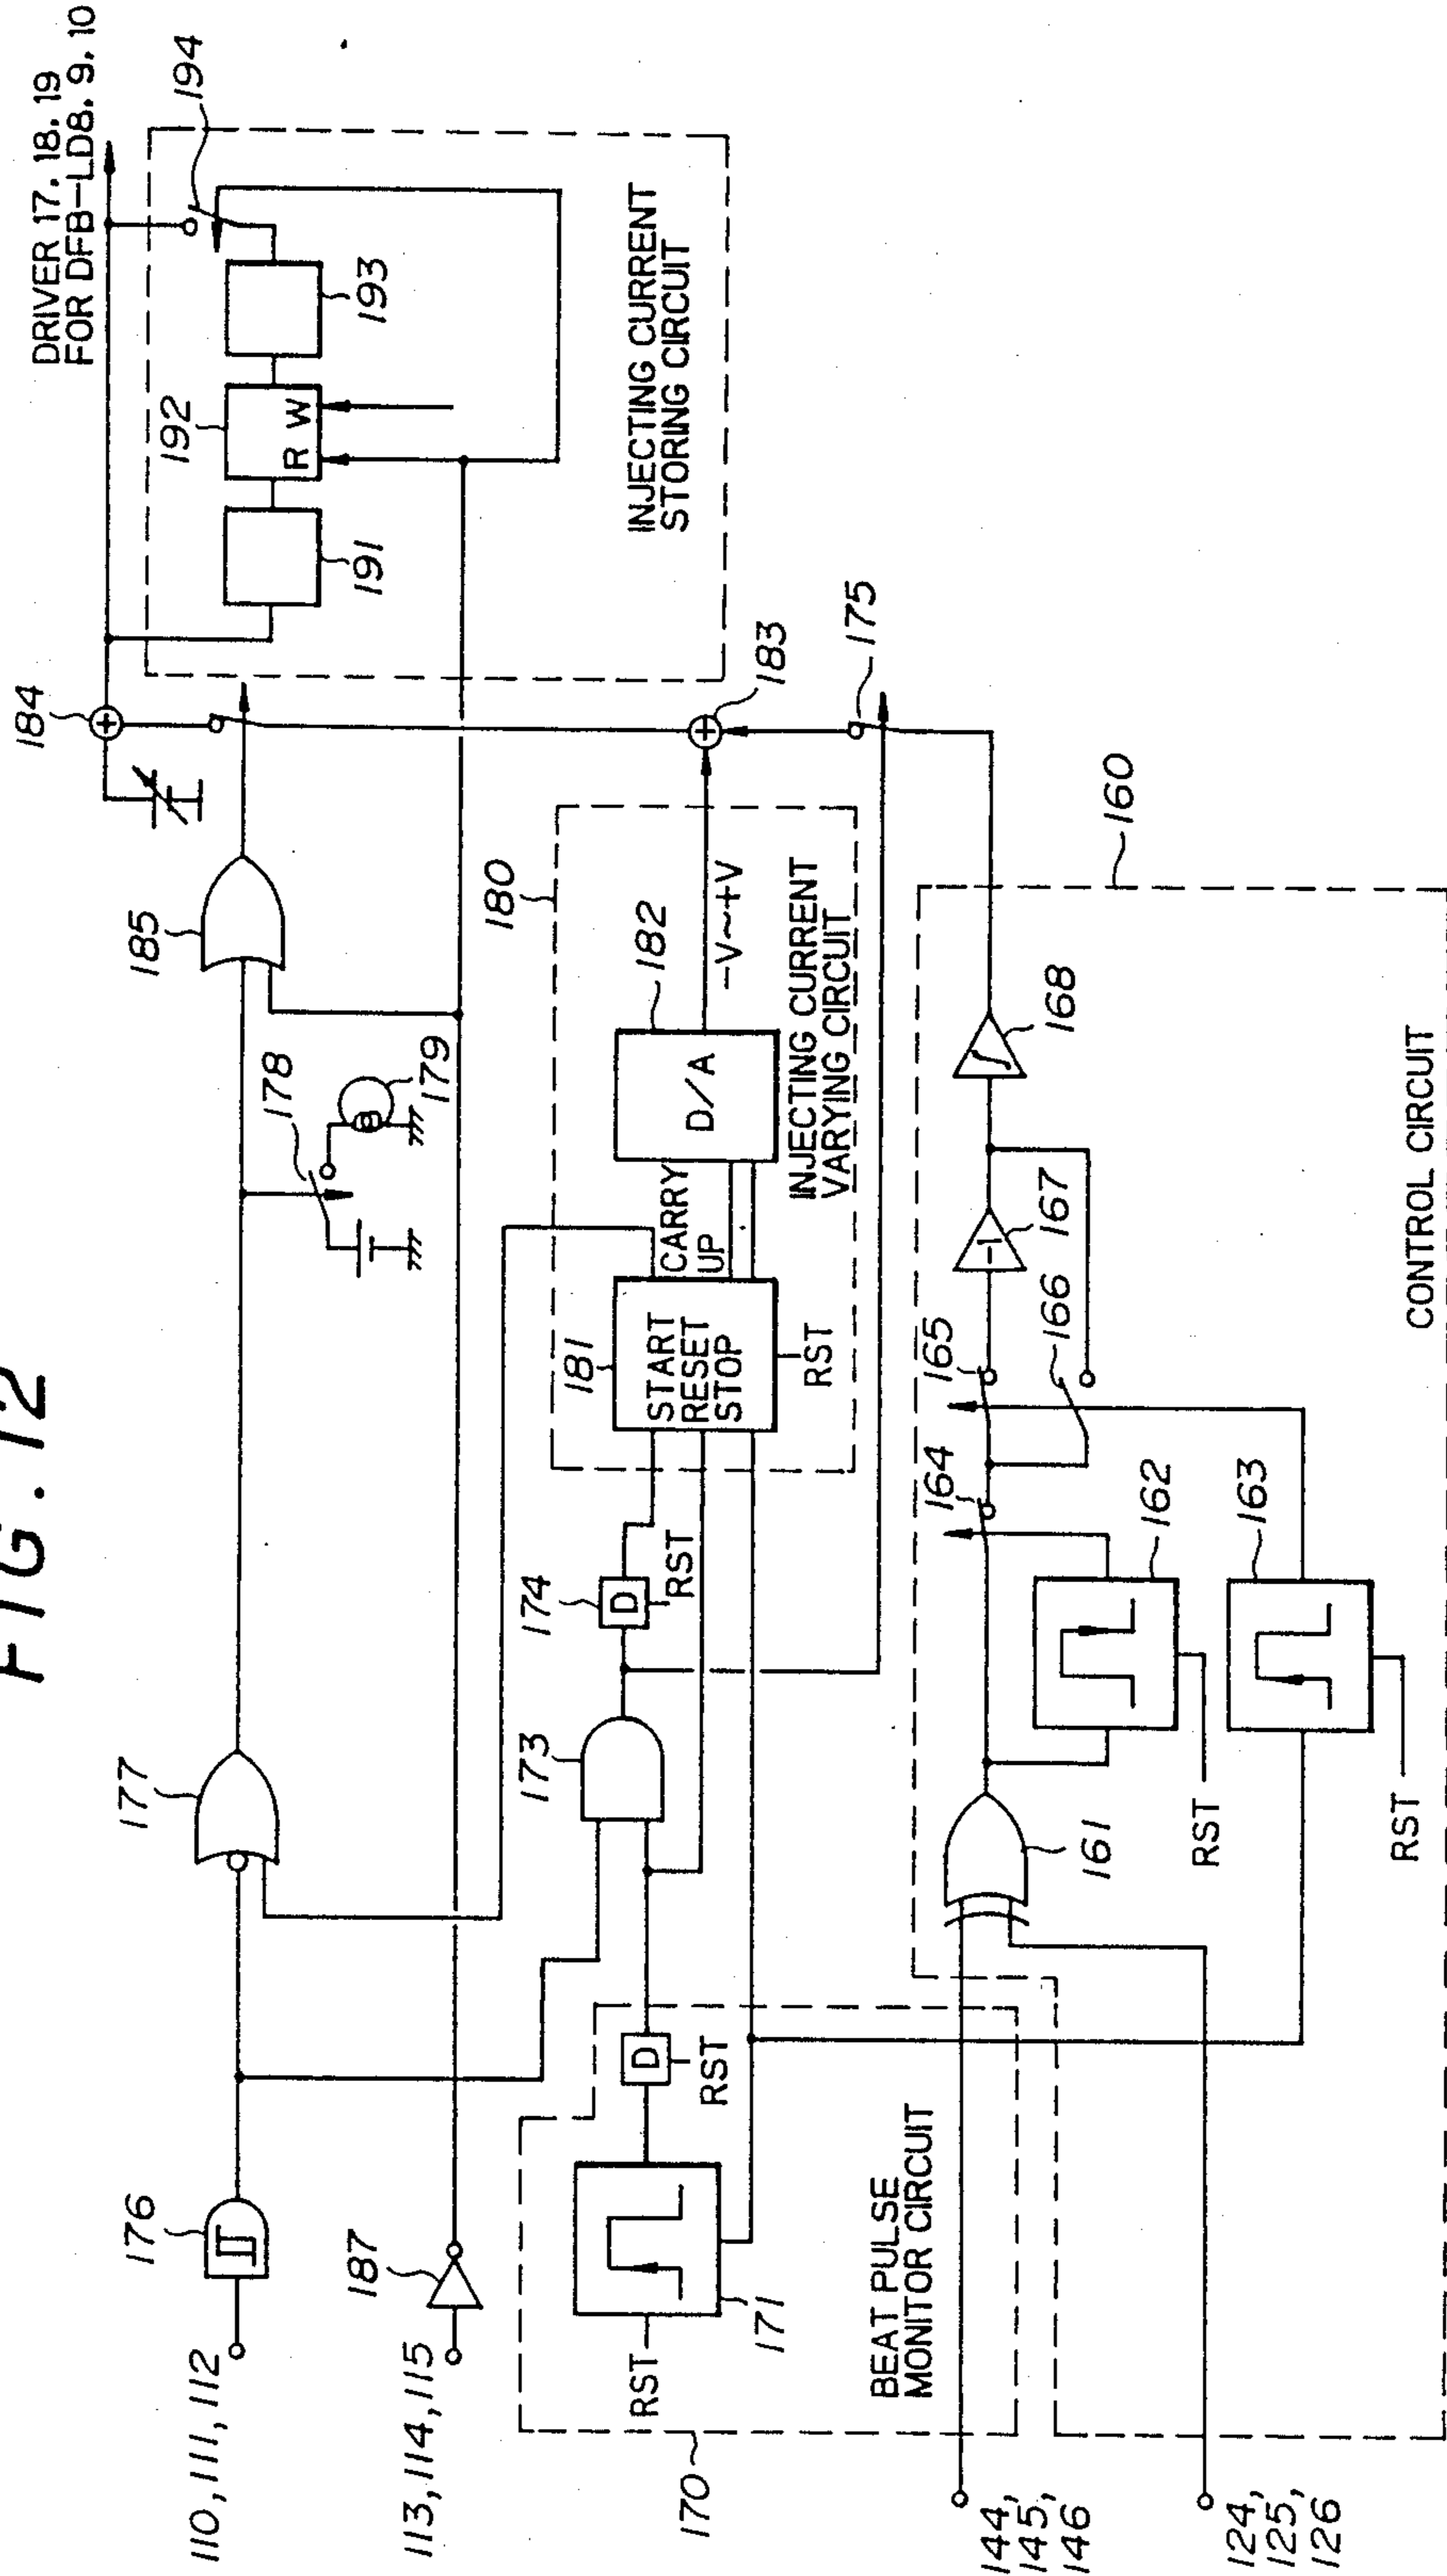 FIG. 12
110, 111, 112
176
177
178
179
185
184
DRIVER 17, 18, 19
FOR DFB-LD8, 9, 10
194
192
R W
193
191
INJECTING CURRENT
STORING CIRCUIT
113, 114, 115
187
170
RST
171
D
RST
BEAT PULSE
MONITOR CIRCUIT
173
174
D
RST
180
181
START
RESET
STOP
CARRY
UP
RST
182
D/A
-V~+V
INJECTING CURRENT
VARYING CIRCUIT
183
175
144,
145,
146
124,
125,
126
161
162
RST
163
RST
164
165
166
-1
167
∫
168
160
CONTROL CIRCUIT